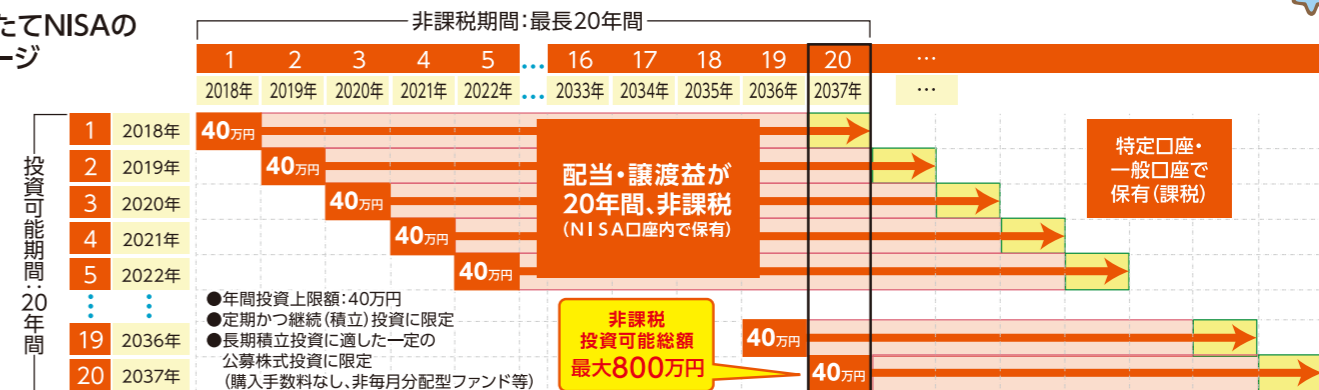 たてNISAの
ージ
非課税期間:最長20年間
1 2 3 4 5 … 16 17 18 19 20 …
2018年 2019年 2020年 2021年 2022年 … 2033年 2034年 2035年 2036年 2037年 …
投資可能期間:20年間
1 2018年 40万円
2 2019年 40万円
3 2020年 40万円
4 2021年 40万円
5 2022年 40万円
配当・譲渡益が
20年間、非課税
(NISA口座内で保有)
特定口座・
一般口座で
保有(課税)
●年間投資上限額:40万円
●定期かつ継続(積立)投資に限定
●長期積立投資に適した一定の
公募株式投資に限定
(購入手数料なし、非毎月分配型ファンド等)
非課税
投資可能総額
最大800万円
19 2036年 40万円
20 2037年 40万円